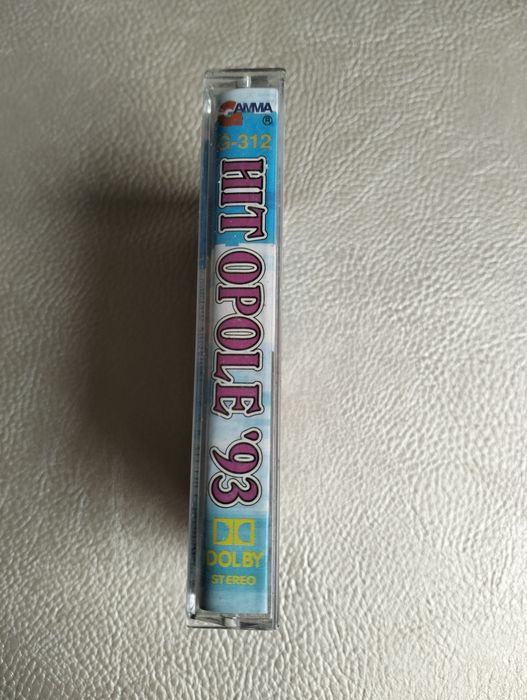 GAMMA
®
G-312
HIT OPOLE '93
DOLBY
STEREO